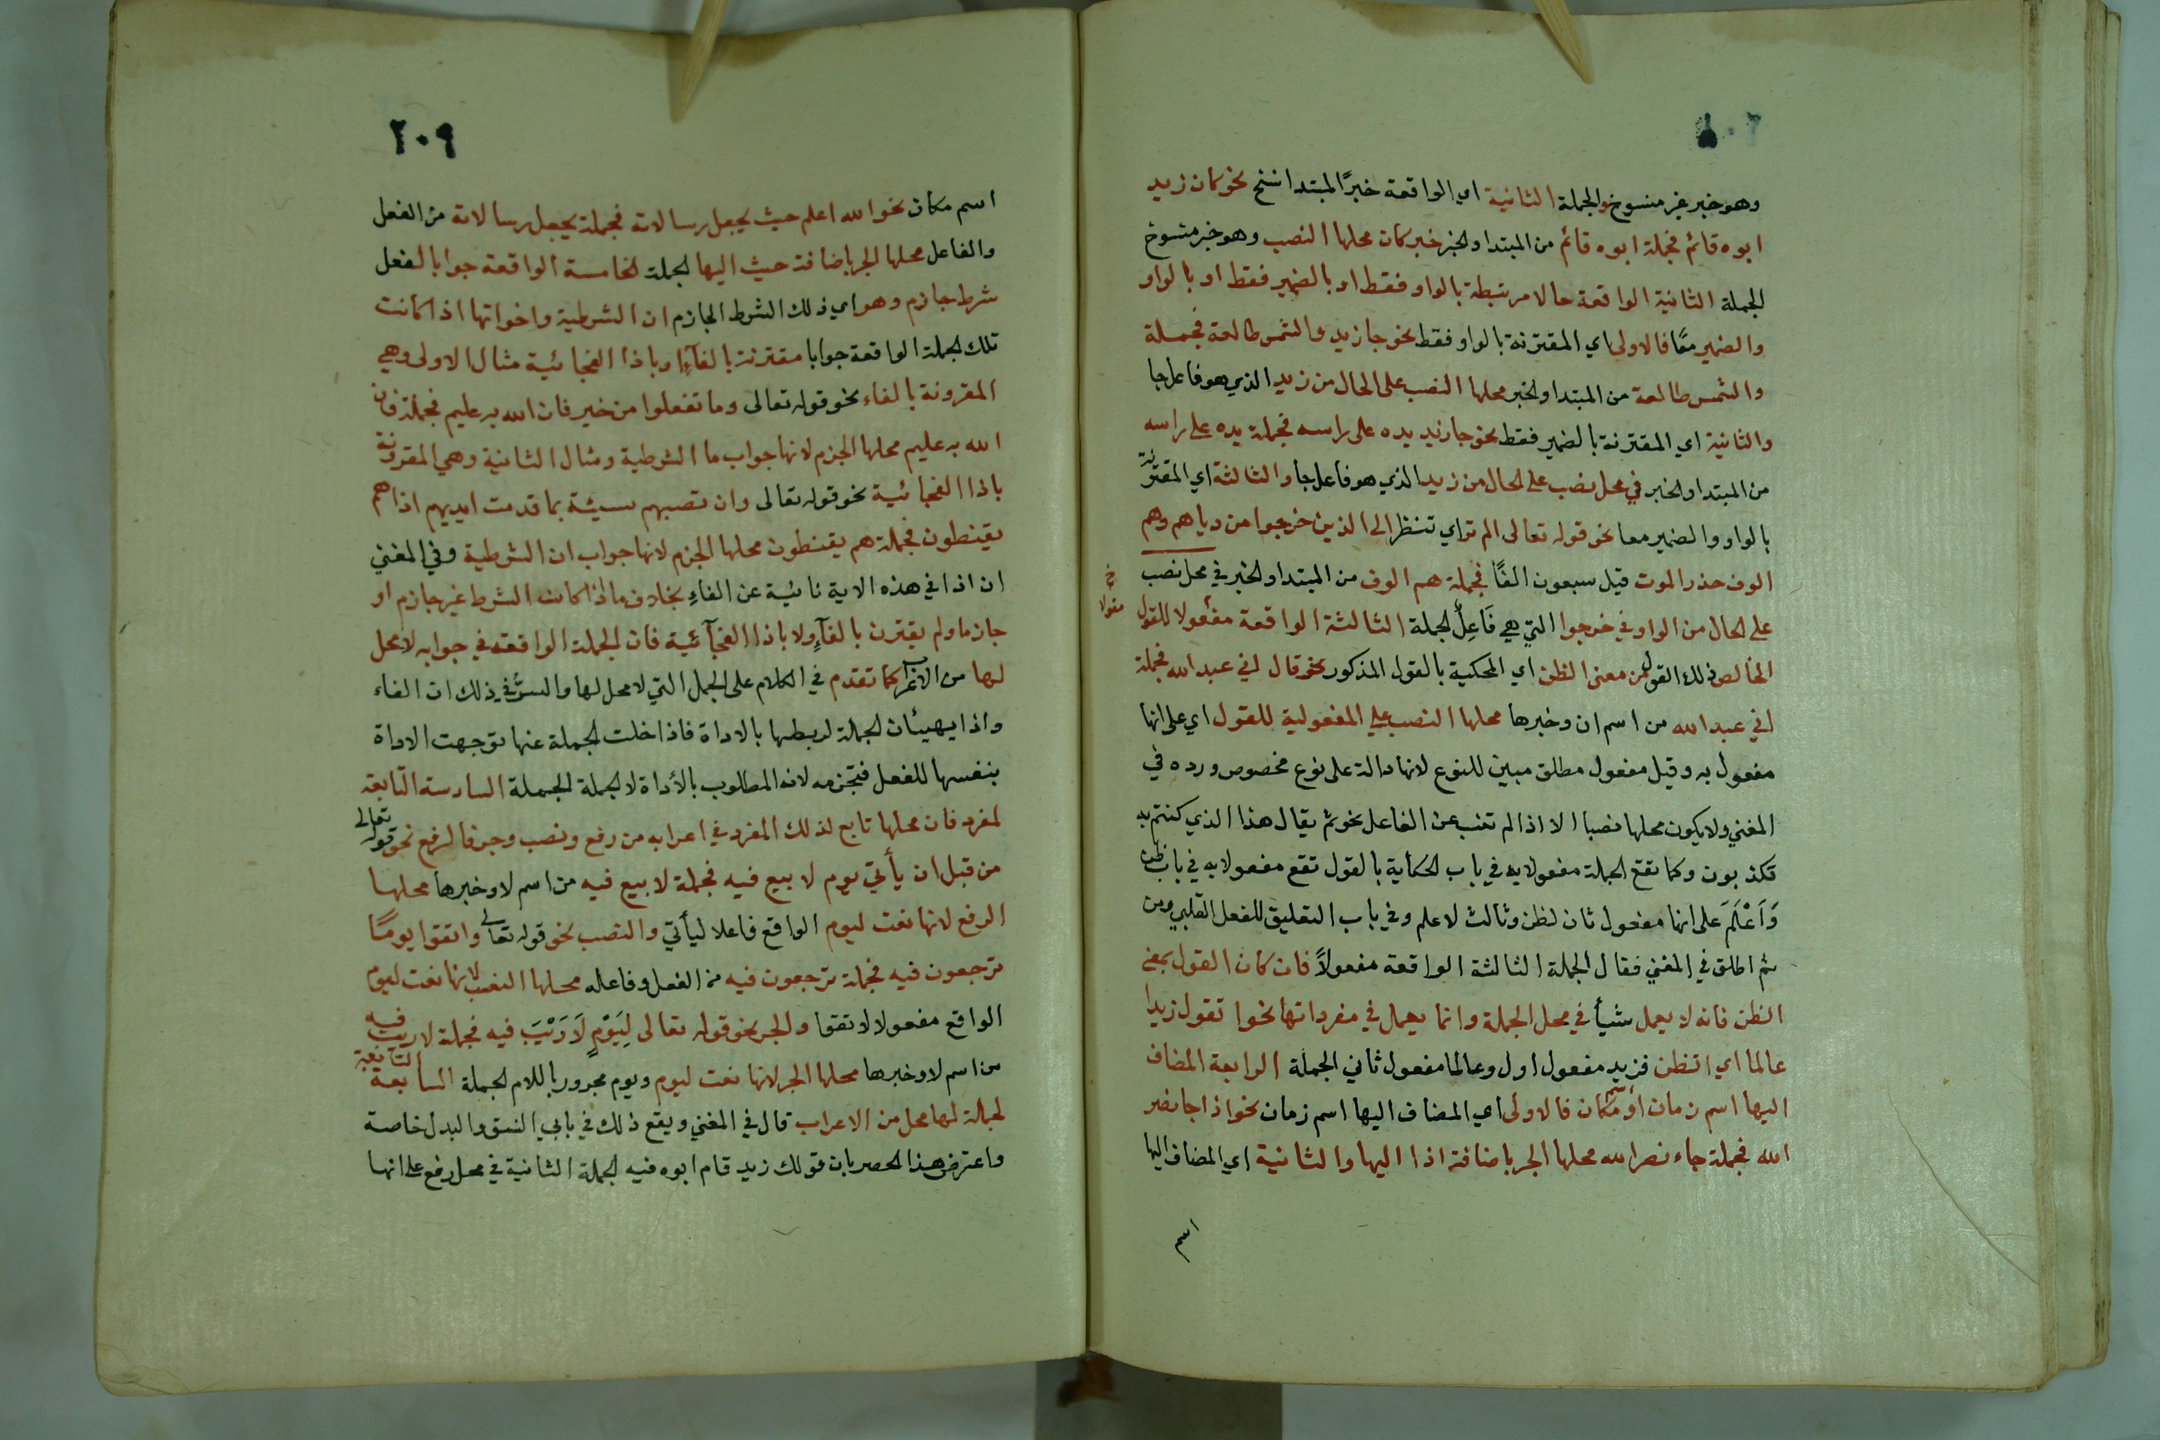 وهو خبر غير منسوخ والجملة الثانية اي الواقعة خبرًا لمبتدا نسخ نحو كان زيد
ابوه قائم فجملة ابوه قائم من المبتدا والخبر خبر كان محلها النصب وهو خبر منسوخ
الجملة الثانية الواقعة حالا مرتبطة بالواو فقط او بالضمير فقط او بالواو
والضمير معًا فالاولى اي المقترنة بالواو فقط نحو جا زيد والشمس طالعة فجملة
والشمس طالعة من المبتدا والخبر محلها النصب على الحال من زيد الذي هو فاعل جا
والثانية اي المقترنة بالضمير فقط نحو جا زيد يده على راسه فجملة يده على راسه
من المبتدا والخبر في محل نصب على الحال من زيد الذي هو فاعل جا والثالثة اي المقترنة
بالواو والضمير معا نحو قوله تعالى الم تر اي تنظر الى الذين خرجوا من ديارهم وهم
الوف حذر الموت قيل سبعون الفًا فجملة هم الوف من المبتدا والخبر في محل نصب
على الحال من الواو في خرجوا التي هي فَاعِلٌ الجملة الثالثة الواقعة مفعولا للقول
خ
مقولا
الخالص ذلك القول من معنى الظن اي المحكية بالقول المذكور نحو قال اني عبد الله فجملة
اني عبد الله من اسم ان وخبرها محلها النصب على المفعولية للقول اي على انها
مفعول به وقيل مفعول مطلق مبين للنوع لانها دالة على نوع مخصوص ورده في
المغني ولا يكون محلها نصبا الا اذا لم تنب عن الفاعل نحو ثم يقال هذا الذي كنتم به
تكذبون وكما تقع الجملة مفعولا به في باب الحكاية بالقول تقع مفعولا به في باب ظن
وَاَعْلَمَ على انها مفعول ثان لظن وثالث لاعلم وفي باب التعليق للفعل القلبي ومن
ثم اطلق في المغني فقال الجملة الثالثة الواقعة مفعولاً فان كان القول بمعنى
الظن فانه لا يعمل شيأ في محل الجملة وانما يعمل في مفرداتها نحو اتقول زيدا
عالما اي اتظن فزيد مفعول اول وعالما مفعول ثاني الجملة الرابعة المضاف
اليها اسم زمان او مكان فالاولى اي المضاف اليها اسم زمان نحو اذا جا نصر
الله فجملة جاء نصر الله محلها الجر باضافة اذا اليها والثانية اي المضاف اليها
اسم
٢٠٩
اسم مكان نحو الله اعلم حيث يجعل رسالاته فجملة يجعل رسالاته من الفعل
والفاعل محلها الجر باضافة حيث اليها الجملة الخامسة الواقعة جوابا لفعل
شرط جازم وهو اي ذلك الشرط الجازم ان الشرطية واخواتها اذا كانت
تلك الجملة الواقعة جوابا مقترنة بالفاءِ او باذا الفجائية مثال الاولى وهي
المقرونة بالفاء نحو قوله تعالى وما تفعلوا من خير فان الله به عليم فجملة فان
الله به عليم محلها الجزم لانها جواب ما الشرطية ومثال الثانية وهي المقرونة
باذا الفجائية نحو قوله تعالى وان تصبهم سيئة بما قدمت ايديهم اذا هم
يقنطون فجملة هم يقنطون محلها الجزم لانها جواب ان الشرطية وفي المغني
ان اذا في هذه الاية نائبة عن الفاءِ بخلاف ما اذا كانت الشرط غير جازم او
جازما ولم يقترن بالفاءِ ولا باذا الفجآئية فان الجملة الواقعة في جوابه لا محل
لها من الاعراب كما تقدم في الكلام على الجمل التي لا محل لها والسرُّ في ذلك ان الفاء
واذا يهيئان الجملة لربطها بالاداة فاذا خلت الجملة عنها توجهت الاداة
بنفسها للفعل فتجزمه لانه المطلوب بالأداة لا الجملة الجملة السادسة التابعة
لمفرد فان محلها تابع لذلك المفرد في اعرابه من رفع ونصب وجر فالرفع نحو قوله تعالى
من قبل ان يأتي يوم لا بيع فيه فجملة لا بيع فيه من اسم لا وخبرها محلها
الرفع لانها نعت ليوم الواقع فاعلا ليأتي والنصب نحو قوله تعالى واتقوا يومًا
ترجعون فيه فجملة ترجعون فيه من الفعل وفاعله محلها النصب لانها نعت ليوم
الواقع مفعولا لاتقوا والجر نحو قوله تعالى لِيَوْمٍ لَا رَيْبَ فيه فجملة لا ريب فيه
من اسم لا وخبرها محلها الجر لانها نعت ليوم ويوم مجرور باللام الجملة السابعة التابعة
لجملة لها محل من الاعراب قال في المغني ويقع ذلك في بابي النسق والبدل خاصة
واعترض هذا الحصر بان قولك زيد قام ابوه فيه الجملة الثانية في محل رفع على انها